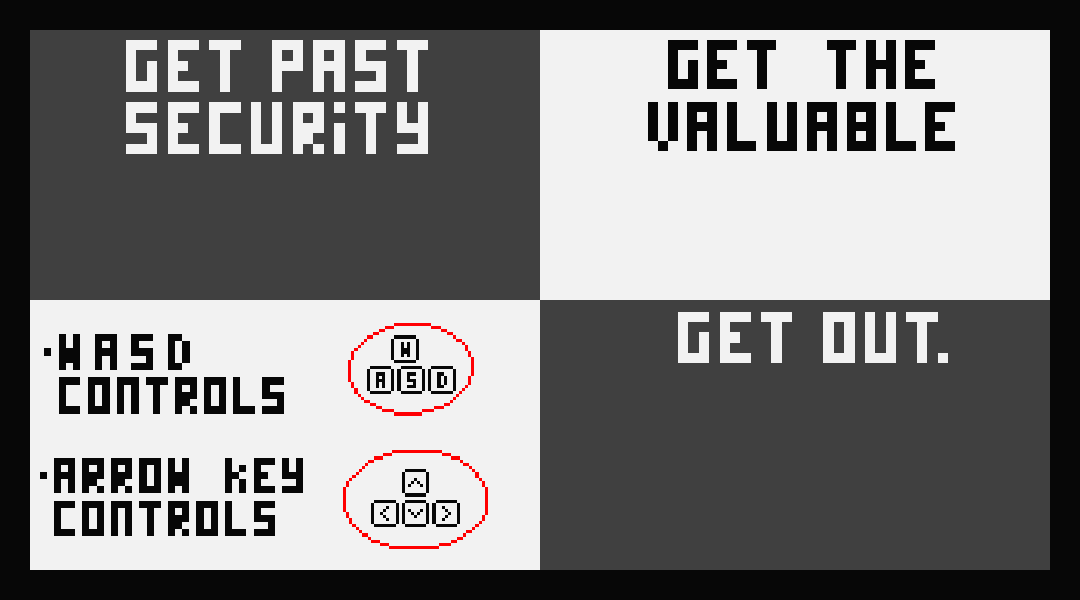 GET PAST
SECURiTY
GET THE
VALUABLE
·WASD
CONTROLS
W
A S D
·ARROW KEY
CONTROLS
^
< v >
GET OUT.